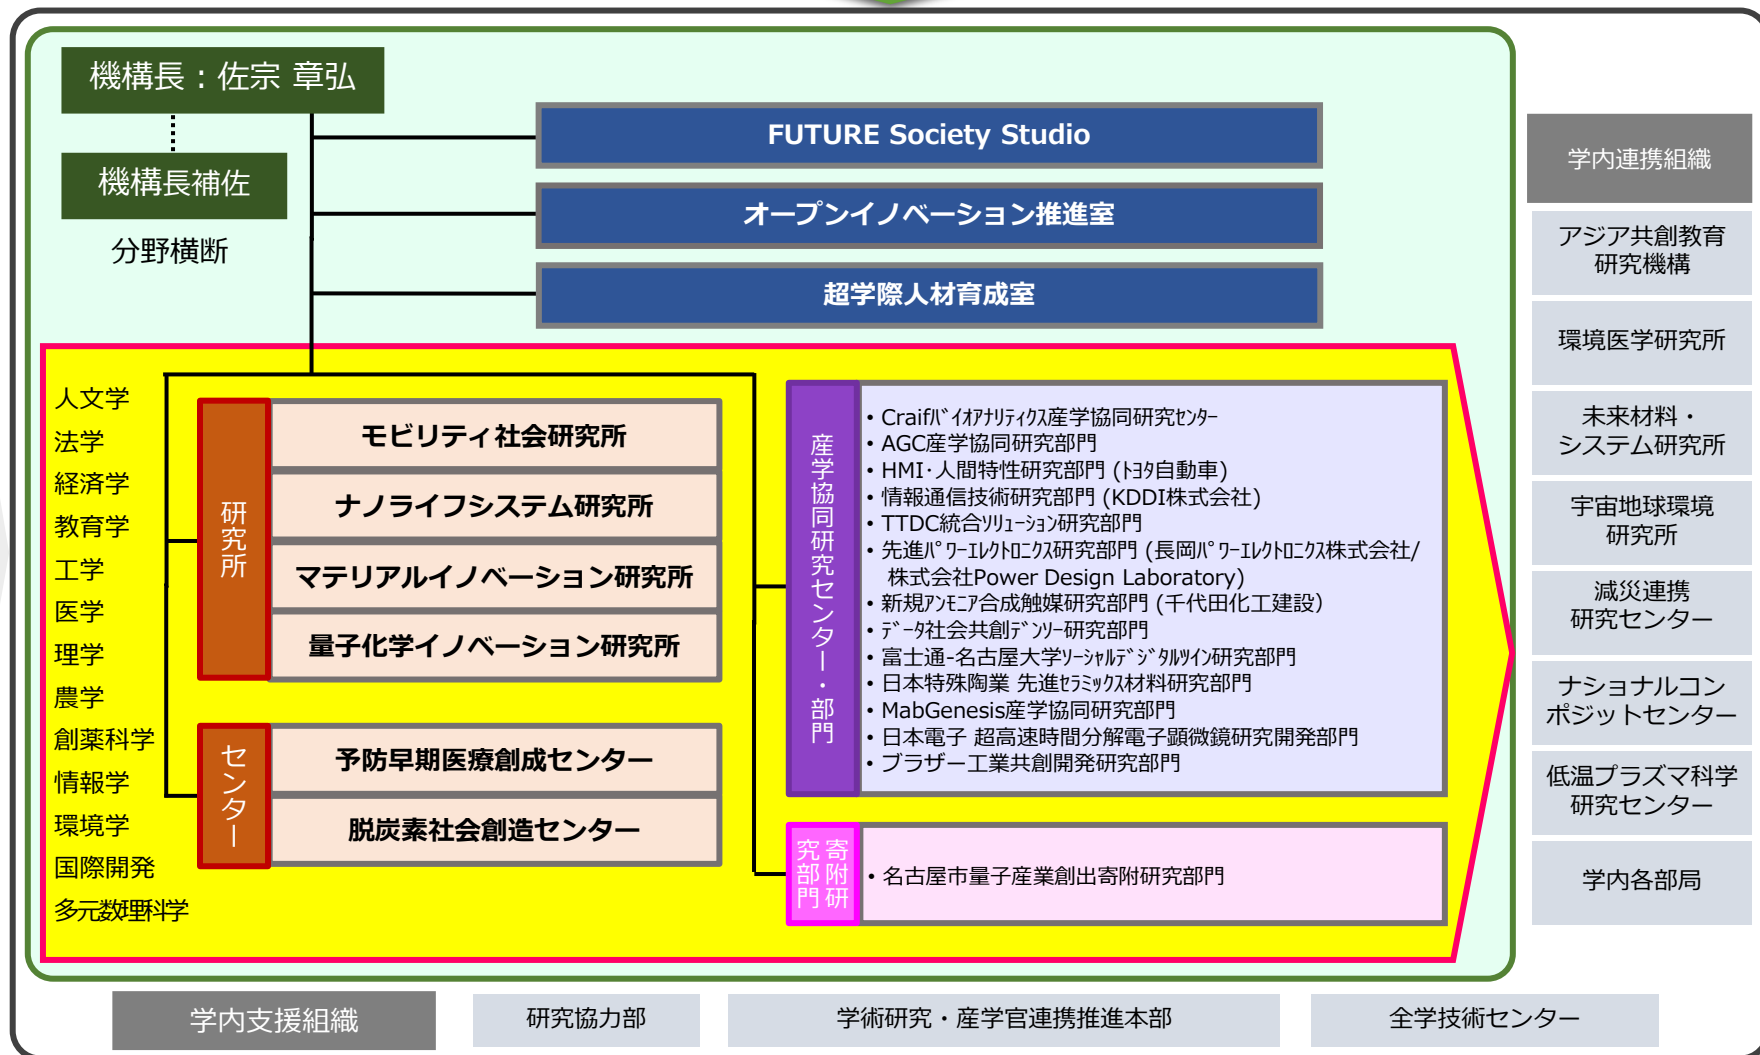 機構長：佐宗 章弘
機構長補佐
分野横断
FUTURE Society Studio
オープンイノベーション推進室
超学際人材育成室
人文学
法学
経済学
教育学
工学
医学
理学
農学
創薬科学
情報学
環境学
国際開発
多元数理科学
研究所
モビリティ社会研究所
ナノライフシステム研究所
マテリアルイノベーション研究所
量子化学イノベーション研究所
センター
予防早期医療創成センター
脱炭素社会創造センター
産学協同研究センター・部門
・Craifﾊﾞｲｵｱﾅﾘﾃｨｸｽ産学協同研究ｾﾝﾀｰ
・AGC産学協同研究部門
・HMI･人間特性研究部門 (ﾄﾖﾀ自動車)
・情報通信技術研究部門 (KDDI株式会社)
・TTDC統合ｿﾘｭｰｼｮﾝ研究部門
・先進ﾊﾟﾜｰｴﾚｸﾄﾛﾆｸｽ研究部門 (長岡ﾊﾟﾜｰｴﾚｸﾄﾛﾆｸｽ株式会社/
株式会社Power Design Laboratory)
・新規ｱﾝﾓﾆｱ合成触媒研究部門 (千代田化工建設）
・ﾃﾞｰﾀ社会共創ﾃﾞﾝｿｰ研究部門
・富士通-名古屋大学ｿｰｼｬﾙﾃﾞｼﾞﾀﾙﾂｲﾝ研究部門
・日本特殊陶業 先進ｾﾗﾐｯｸｽ材料研究部門
・MabGenesis産学協同研究部門
・日本電子 超高速時間分解電子顕微鏡研究開発部門
・ブラザー工業共創開発研究部門
寄附研
究部門
・名古屋市量子産業創出寄附研究部門
学内連携組織
アジア共創教育
研究機構
環境医学研究所
未来材料・
システム研究所
宇宙地球環境
研究所
減災連携
研究センター
ナショナルコン
ポジットセンター
低温プラズマ科学
研究センター
学内各部局
学内支援組織
研究協力部
学術研究・産学官連携推進本部
全学技術センター